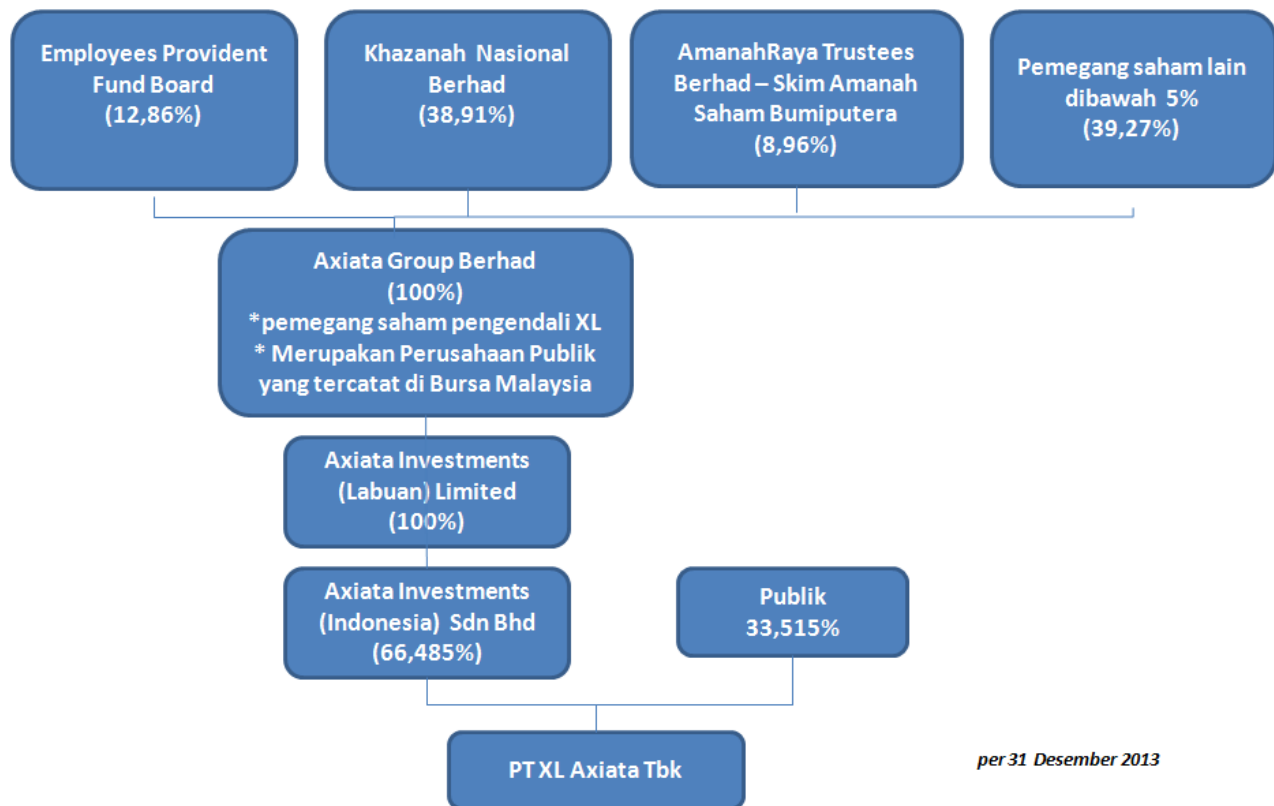 Employees Provident
Fund Board
(12,86%)
Khazanah Nasional
Berhad
(38,91%)
AmanahRaya Trustees
Berhad – Skim Amanah
Saham Bumiputera
(8,96%)
Pemegang saham lain
dibawah 5%
(39,27%)
Axiata Group Berhad
(100%)
*pemegang saham pengendali XL
* Merupakan Perusahaan Publik
yang tercatat di Bursa Malaysia
Axiata Investments
(Labuan) Limited
(100%)
Axiata Investments
(Indonesia) Sdn Bhd
(66,485%)
Publik
33,515%
PT XL Axiata Tbk
per 31 Desember 2013